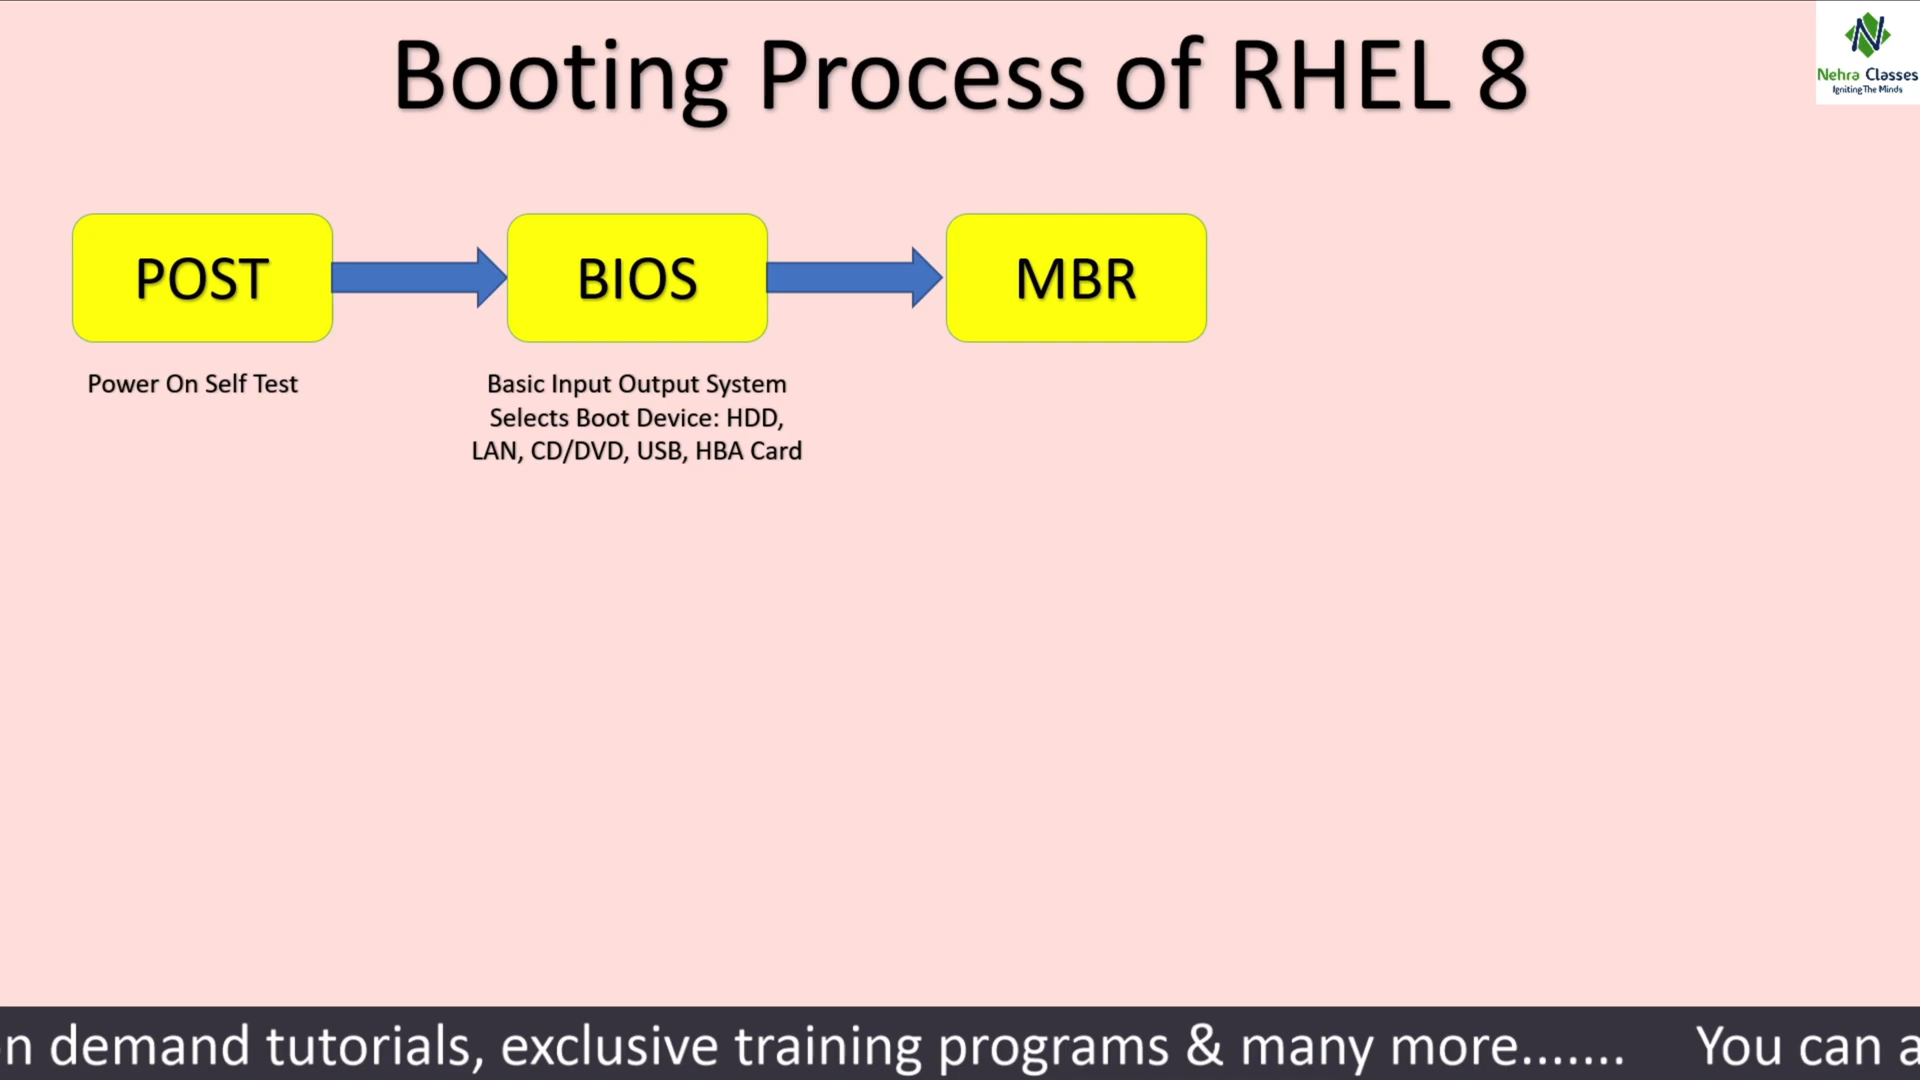 Booting Process of RHEL 8
Nehra Classes
Igniting The Minds
POST
BIOS
MBR
Power On Self Test
Basic Input Output System
Selects Boot Device: HDD,
LAN, CD/DVD, USB, HBA Card
n demand tutorials, exclusive training programs & many more....... You can a